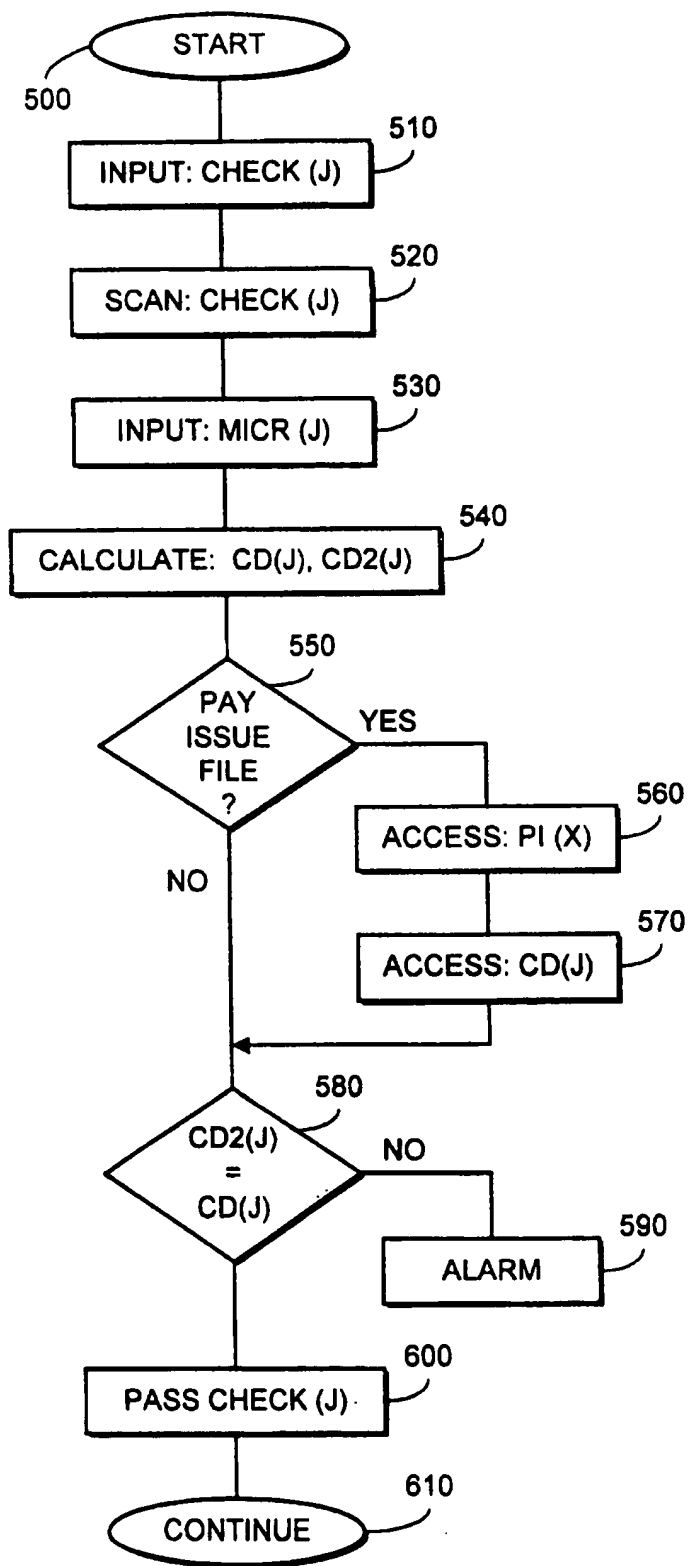 START
500
510
INPUT: CHECK (J)
520
SCAN: CHECK (J)
530
INPUT: MICR (J)
540
CALCULATE: CD(J), CD2(J)
550
PAY
ISSUE
FILE
?
YES
560
ACCESS: PI (X)
NO
570
ACCESS: CD(J)
580
CD2(J)
=
CD(J)
NO
590
ALARM
600
PASS CHECK (J)
610
CONTINUE